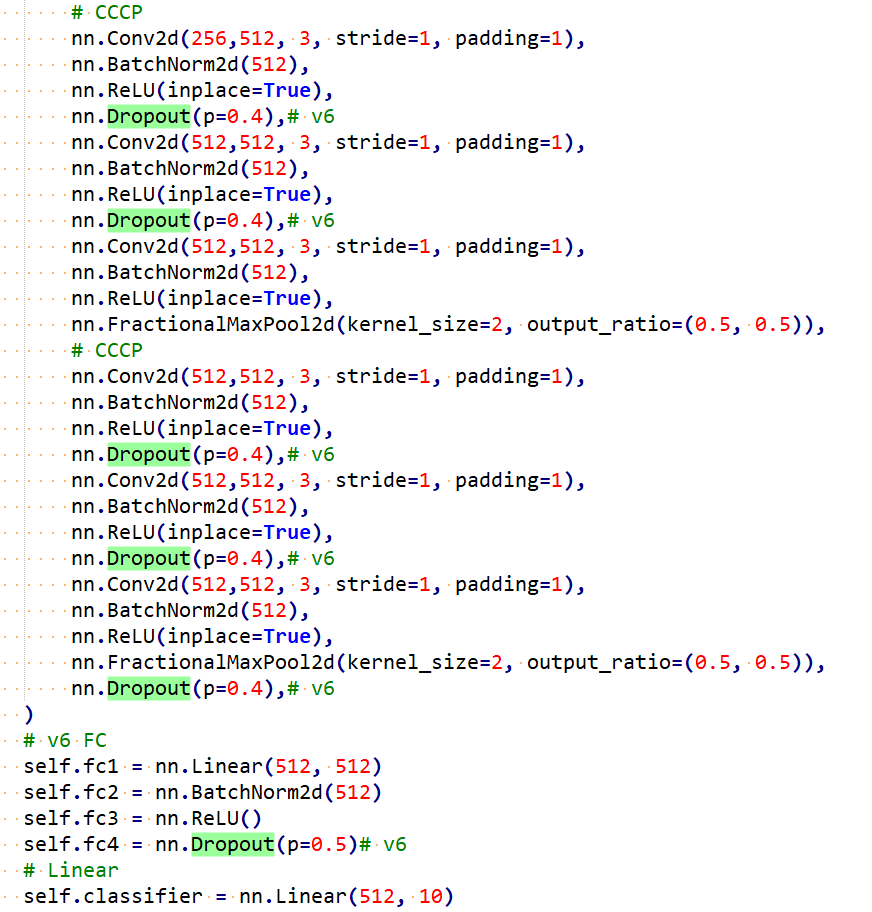 # CCCP
nn.Conv2d(256,512, 3, stride=1, padding=1),
nn.BatchNorm2d(512),
nn.ReLU(inplace=True),
nn.Dropout(p=0.4),# v6
nn.Conv2d(512,512, 3, stride=1, padding=1),
nn.BatchNorm2d(512),
nn.ReLU(inplace=True),
nn.Dropout(p=0.4),# v6
nn.Conv2d(512,512, 3, stride=1, padding=1),
nn.BatchNorm2d(512),
nn.ReLU(inplace=True),
nn.FractionalMaxPool2d(kernel_size=2, output_ratio=(0.5, 0.5)),
# CCCP
nn.Conv2d(512,512, 3, stride=1, padding=1),
nn.BatchNorm2d(512),
nn.ReLU(inplace=True),
nn.Dropout(p=0.4),# v6
nn.Conv2d(512,512, 3, stride=1, padding=1),
nn.BatchNorm2d(512),
nn.ReLU(inplace=True),
nn.Dropout(p=0.4),# v6
nn.Conv2d(512,512, 3, stride=1, padding=1),
nn.BatchNorm2d(512),
nn.ReLU(inplace=True),
nn.FractionalMaxPool2d(kernel_size=2, output_ratio=(0.5, 0.5)),
nn.Dropout(p=0.4),# v6
)
# v6 FC
self.fc1 = nn.Linear(512, 512)
self.fc2 = nn.BatchNorm2d(512)
self.fc3 = nn.ReLU()
self.fc4 = nn.Dropout(p=0.5)# v6
# Linear
self.classifier = nn.Linear(512, 10)